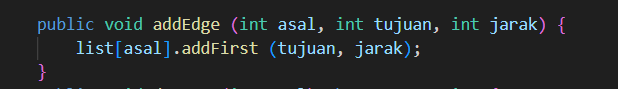 public void addEdge (int asal, int tujuan, int jarak) {
list[asal].addFirst (tujuan, jarak);
}